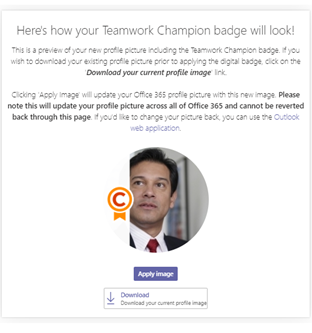 Here's how your Teamwork Champion badge will look!
This is a preview of your new profile picture including the Teamwork Champion badge. If you
wish to download your existing profile picture prior to applying the digital badge, click on the
'Download your current profile image' link.
Clicking 'Apply image' will update your Office 365 profile picture with this new image. Please
note this will update your profile picture across all of Office 365 and cannot be reverted
back through this page. If you'd like to change your picture back, you can use the Outlook
web application.
C
Apply image
Download
Download your current profile image